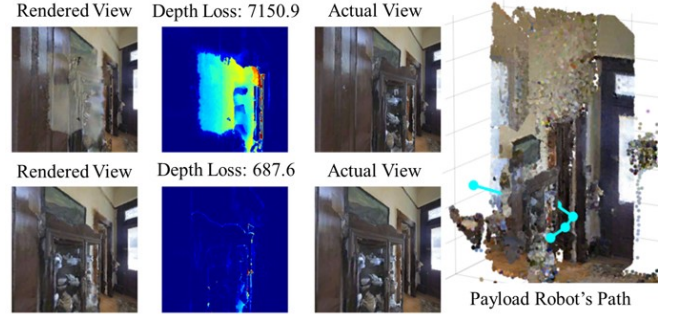 Rendered View
Depth Loss: 7150.9
Actual View
Rendered View
Depth Loss: 687.6
Actual View
Payload Robot's Path